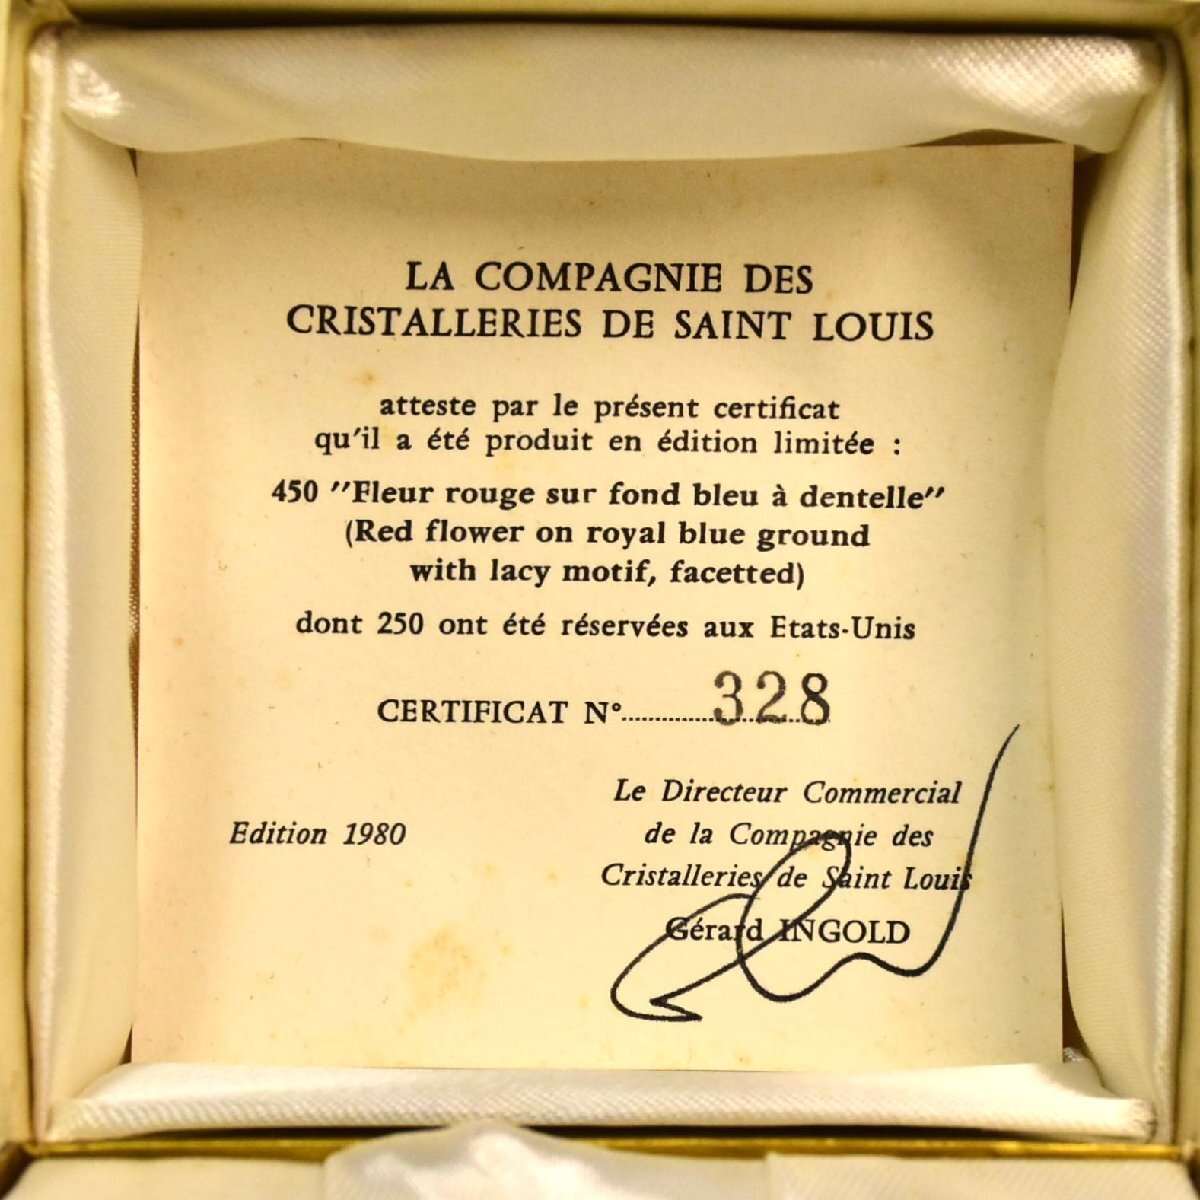 LA COMPAGNIE DES
CRISTALLERIES DE SAINT LOUIS
atteste par le présent certificat
qu'il a été produit en édition limitée :
450 "Fleur rouge sur fond bleu à dentelle"
(Red flower on royal blue ground
with lacy motif, facetted)
dont 250 ont été réservées aux Etats-Unis
CERTIFICAT N°..............328
Le Directeur Commercial
de la Compagnie des
Cristalleries de Saint Louis
Gérard INGOLD
Edition 1980